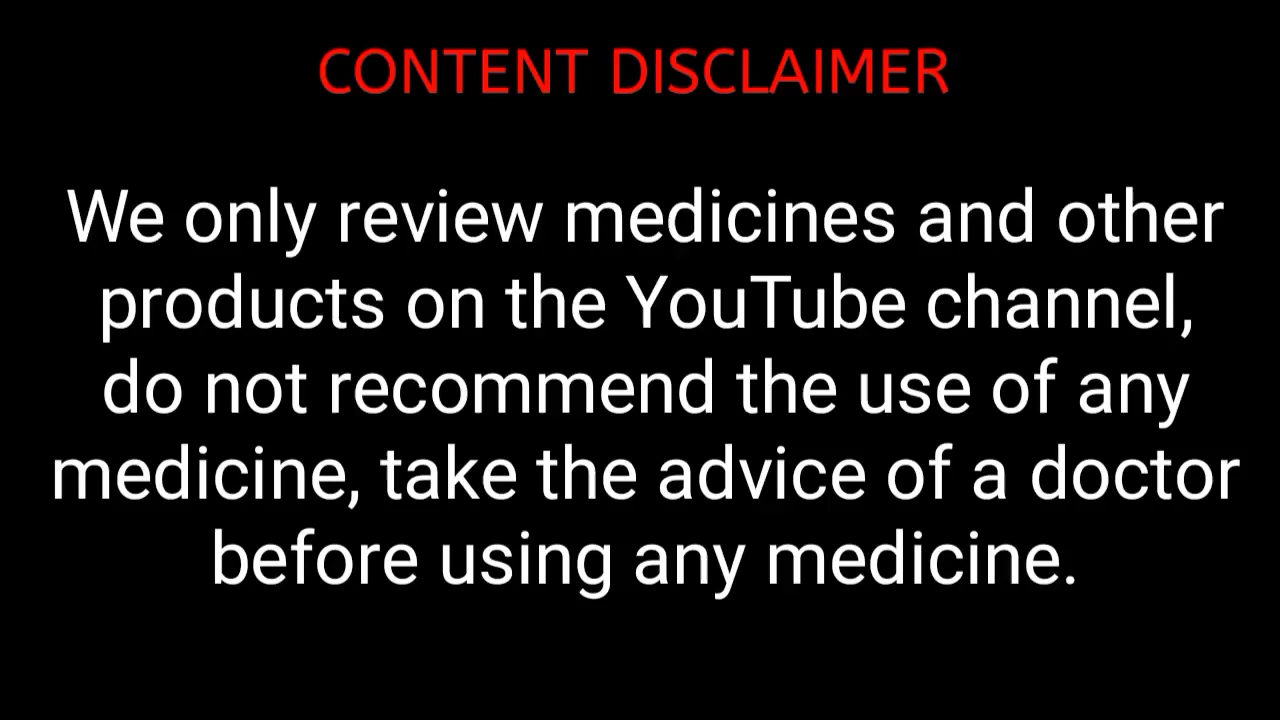 CONTENT DISCLAIMER
We only review medicines and other
products on the YouTube channel,
do not recommend the use of any
medicine, take the advice of a doctor
before using any medicine.